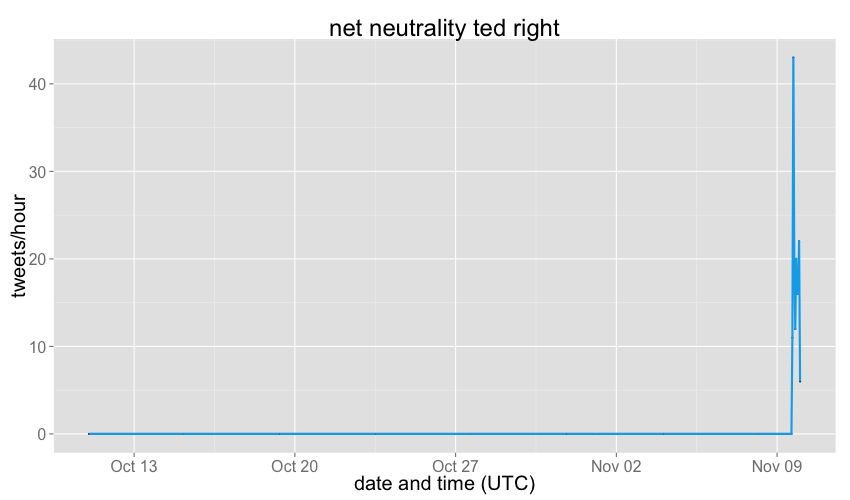 net neutrality ted right
tweets/hour
40
30
20
10
0
Oct 13 Oct 20 Oct 27 Nov 02 Nov 09
date and time (UTC)